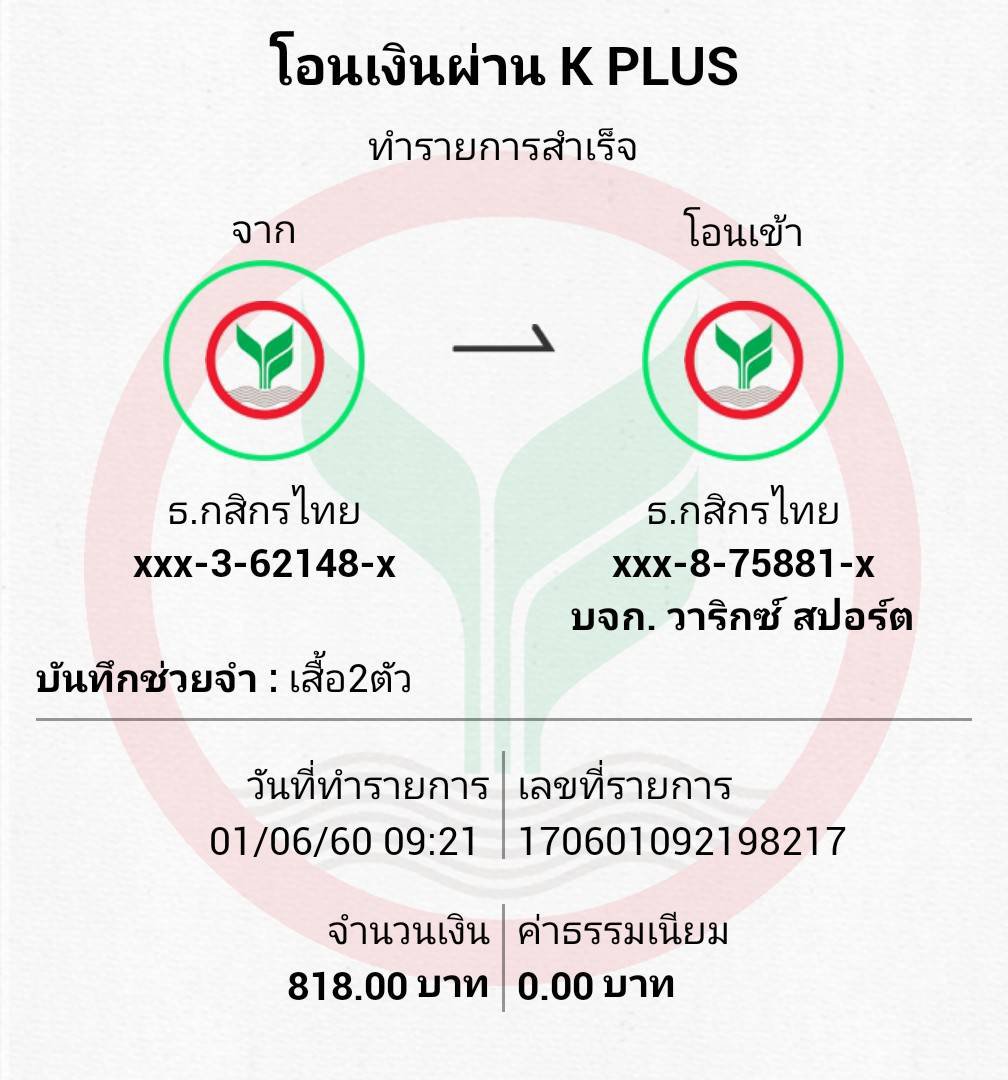 โอนเงินผ่าน K PLUS
ทำรายการสำเร็จ
จาก
โอนเข้า
ธ.กสิกรไทย
xxx-3-62148-x
ธ.กสิกรไทย
xxx-8-75881-x
บจก. วาริกซ์ สปอร์ต
บันทึกช่วยจำ : เสื้อ2ตัว
วันที่ทำรายการ
01/06/60 09:21
เลขที่รายการ
170601092198217
จำนวนเงิน
818.00 บาท
ค่าธรรมเนียม
0.00 บาท